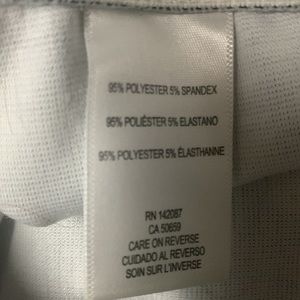 95% POLYESTER 5% SPANDEX
95% POLIÉSTER 5% ELASTANO
95% POLYESTER 5% ÉLASTHANNE
RN 142087
CA 50659
CARE ON REVERSE
CUIDADO AL REVERSO
SOIN SUR L'INVERSE